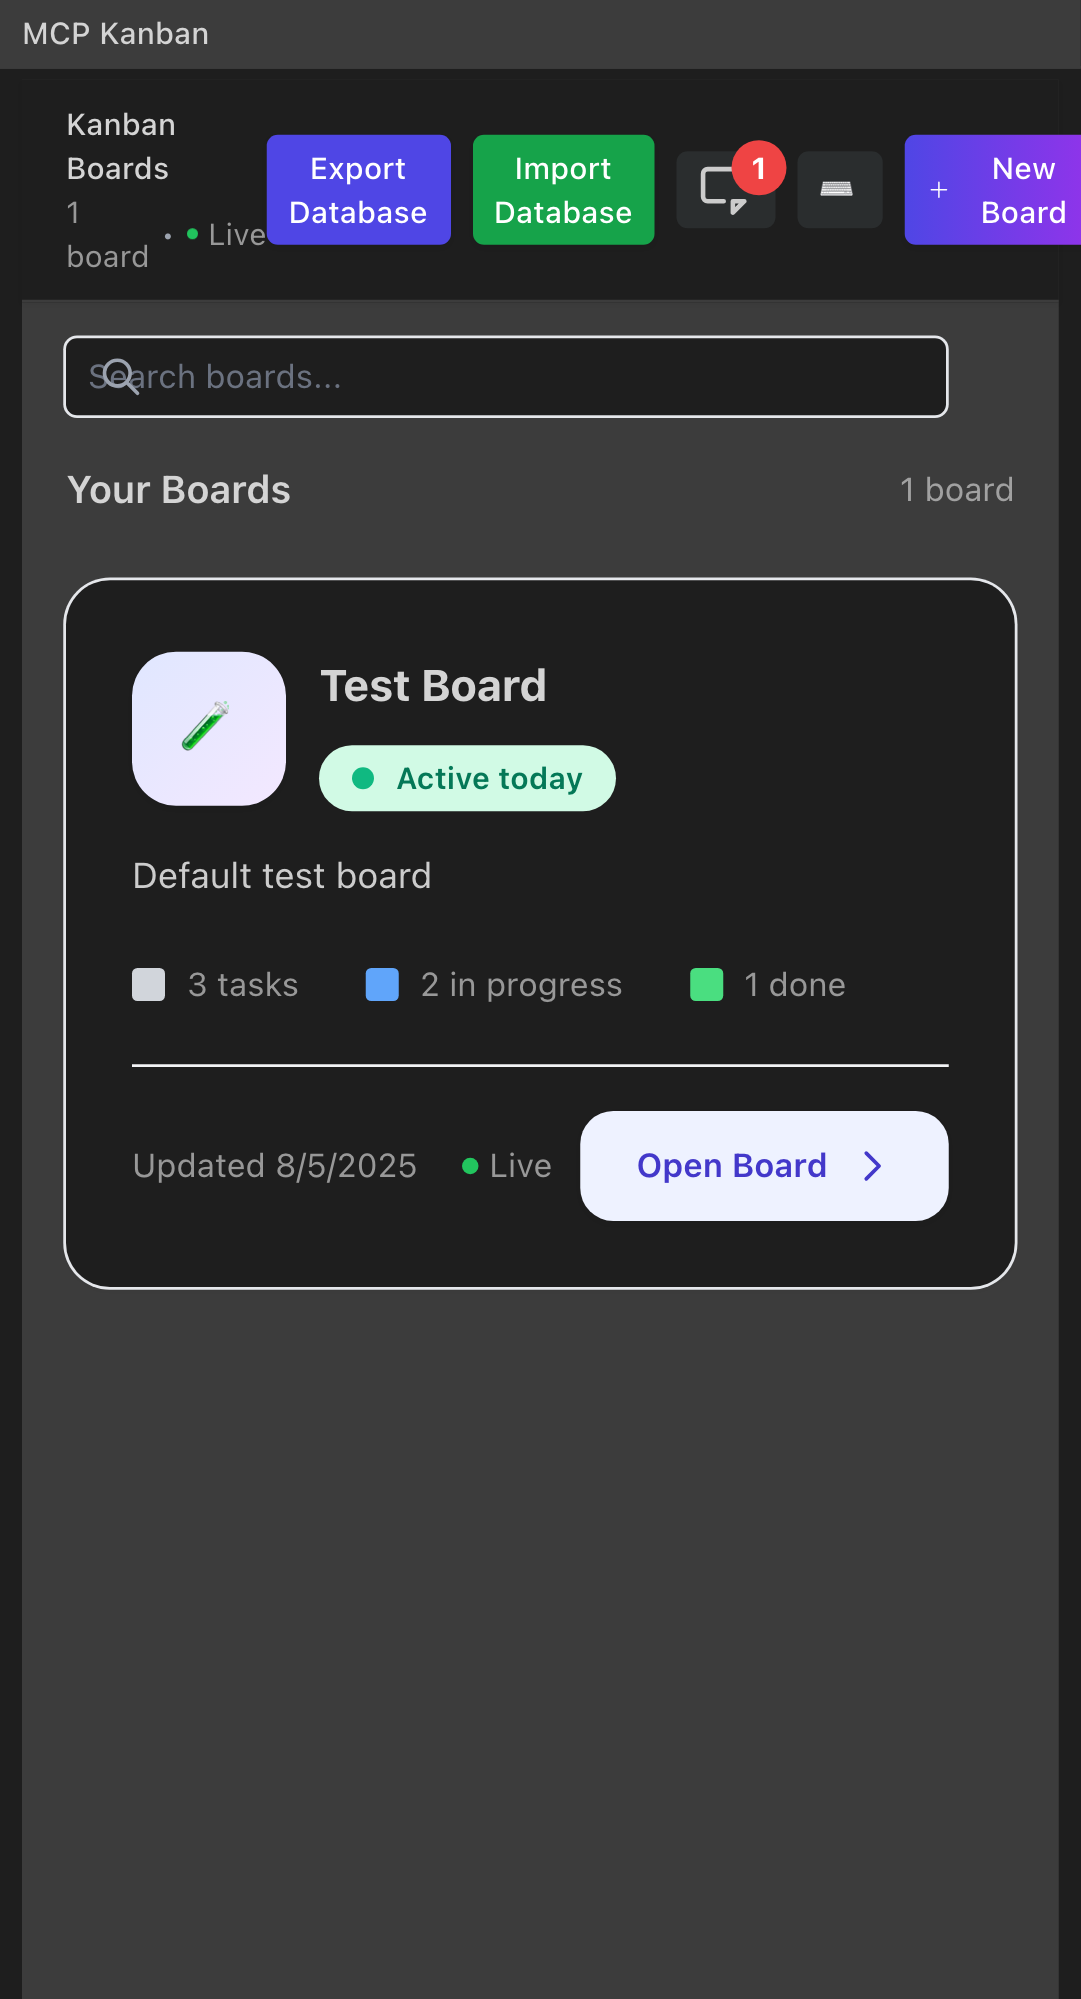 MCP Kanban
Kanban
Boards
1
board
• Live
Export
Database
Import
Database
1
+ New
Board
Search boards...
Your Boards
1 board
Test Board
Active today
Default test board
3 tasks
2 in progress
1 done
Updated 8/5/2025
Live
Open Board